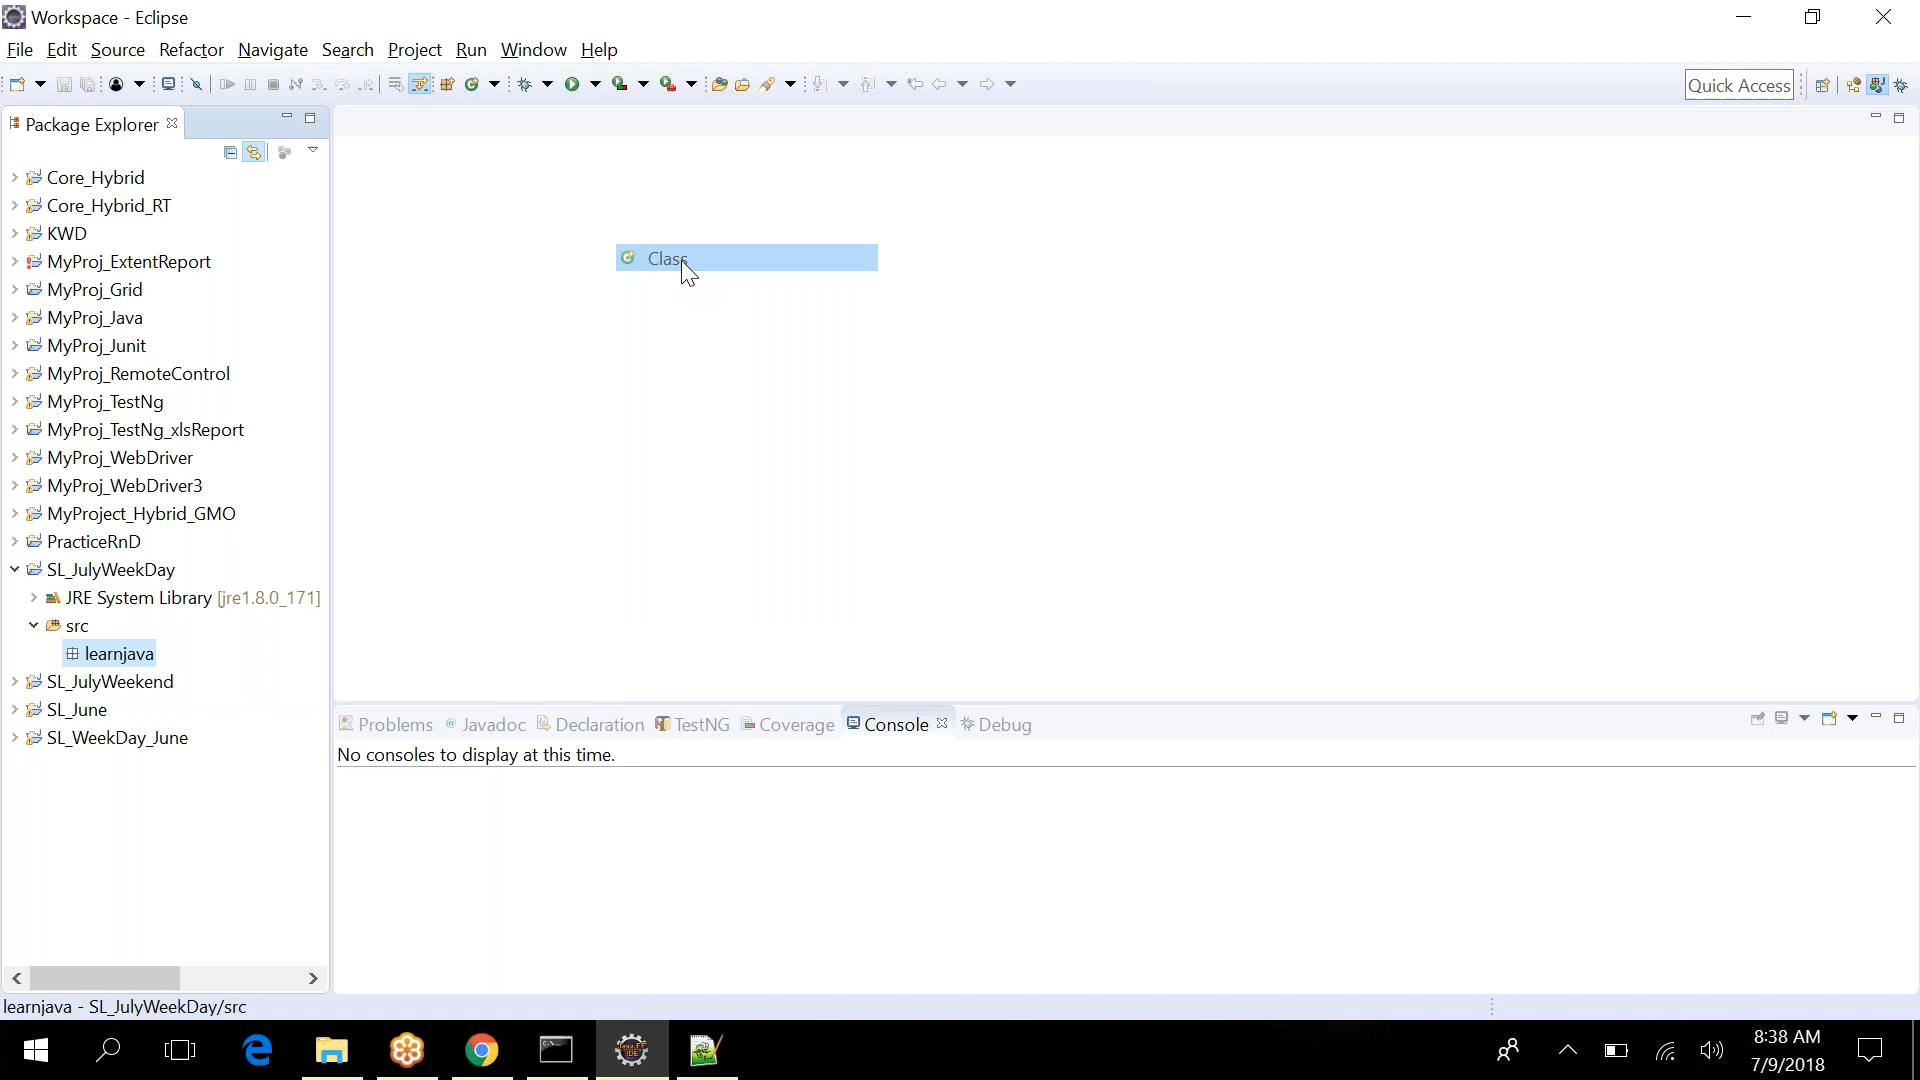 Workspace - Eclipse
File Edit Source Refactor Navigate Search Project Run Window Help
Quick Access
Package Explorer
Core_Hybrid
Core_Hybrid_RT
KWD
MyProj_ExtentReport
MyProj_Grid
MyProj_Java
MyProj_Junit
MyProj_RemoteControl
MyProj_TestNg
MyProj_TestNg_xlsReport
MyProj_WebDriver
MyProj_WebDriver3
MyProject_Hybrid_GMO
PracticeRnD
SL_JulyWeekDay
JRE System Library [jre1.8.0_171]
src
learnjava
SL_JulyWeekend
SL_June
SL_WeekDay_June
Class
Problems @ Javadoc Declaration TestNG Coverage Console Debug
No consoles to display at this time.
learnjava - SL_JulyWeekDay/src
8:38 AM
7/9/2018